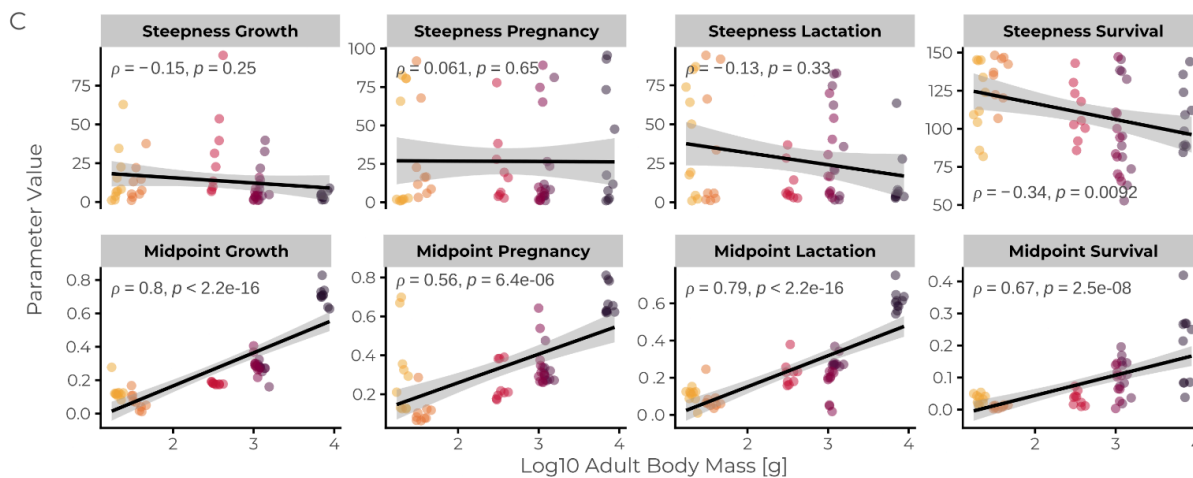 C
Steepness Growth
Steepness Pregnancy
Steepness Lactation
Steepness Survival
ρ = −0.15, p = 0.25
ρ = 0.061, p = 0.65
ρ = −0.13, p = 0.33
ρ = −0.34, p = 0.0092
75
50
25
0
100
75
50
25
0
75
50
25
0
150
125
100
75
50
Parameter Value
Midpoint Growth
Midpoint Pregnancy
Midpoint Lactation
Midpoint Survival
ρ = 0.8, p < 2.2e-16
ρ = 0.56, p = 6.4e-06
ρ = 0.79, p < 2.2e-16
ρ = 0.67, p = 2.5e-08
0.8
0.6
0.4
0.2
0.0
0.8
0.6
0.4
0.2
0.6
0.4
0.2
0.0
0.4
0.3
0.2
0.1
0.0
2 3 4 2 3 4 2 3 4 2 3 4
Log10 Adult Body Mass [g]